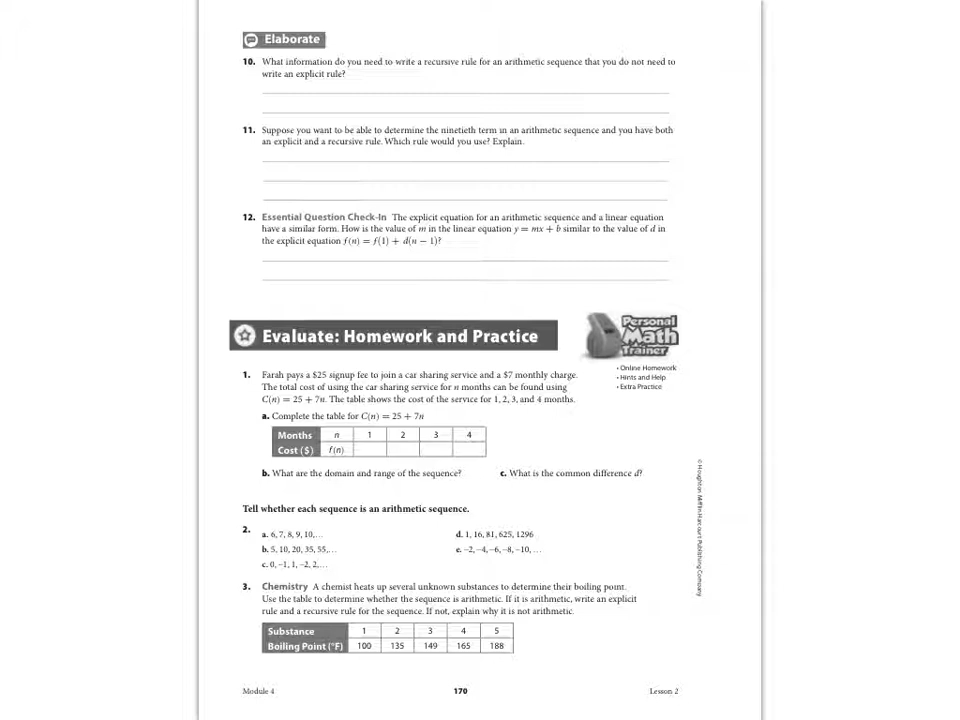 Elaborate
10. What information do you need to write a recursive rule for an arithmetic sequence that you do not need to
write an explicit rule?
11. Suppose you want to be able to determine the ninetieth term in an arithmetic sequence and you have both
an explicit and a recursive rule. Which rule would you use? Explain.
12. Essential Question Check-In The explicit equation for an arithmetic sequence and a linear equation
have a similar form. How is the value of m in the linear equation y = mx + b similar to the value of d in
the explicit equation f(n) = f(1) + d(n − 1)?
Evaluate: Homework and Practice
Personal
Math
Trainer
• Online Homework
• Hints and Help
• Extra Practice
1. Farah pays a $25 signup fee to join a car sharing service and a $7 monthly charge.
The total cost of using the car sharing service for n months can be found using
C(n) = 25 + 7n. The table shows the cost of the service for 1, 2, 3, and 4 months.
a. Complete the table for C(n) = 25 + 7n
Months n 1 2 3 4
Cost ($) f(n)
b. What are the domain and range of the sequence? c. What is the common difference d?
Tell whether each sequence is an arithmetic sequence.
2. a. 6, 7, 8, 9, 10,… d. 1, 16, 81, 625, 1296
b. 5, 10, 20, 35, 55,… e. −2, −4, −6, −8, −10, …
c. 0, −1, 1, −2, 2,…
3. Chemistry A chemist heats up several unknown substances to determine their boiling point.
Use the table to determine whether the sequence is arithmetic. If it is arithmetic, write an explicit
rule and a recursive rule for the sequence. If not, explain why it is not arithmetic.
Substance 1 2 3 4 5
Boiling Point (°F) 100 135 149 165 188
© Houghton Mifflin Harcourt Publishing Company
Module 4 170 Lesson 2